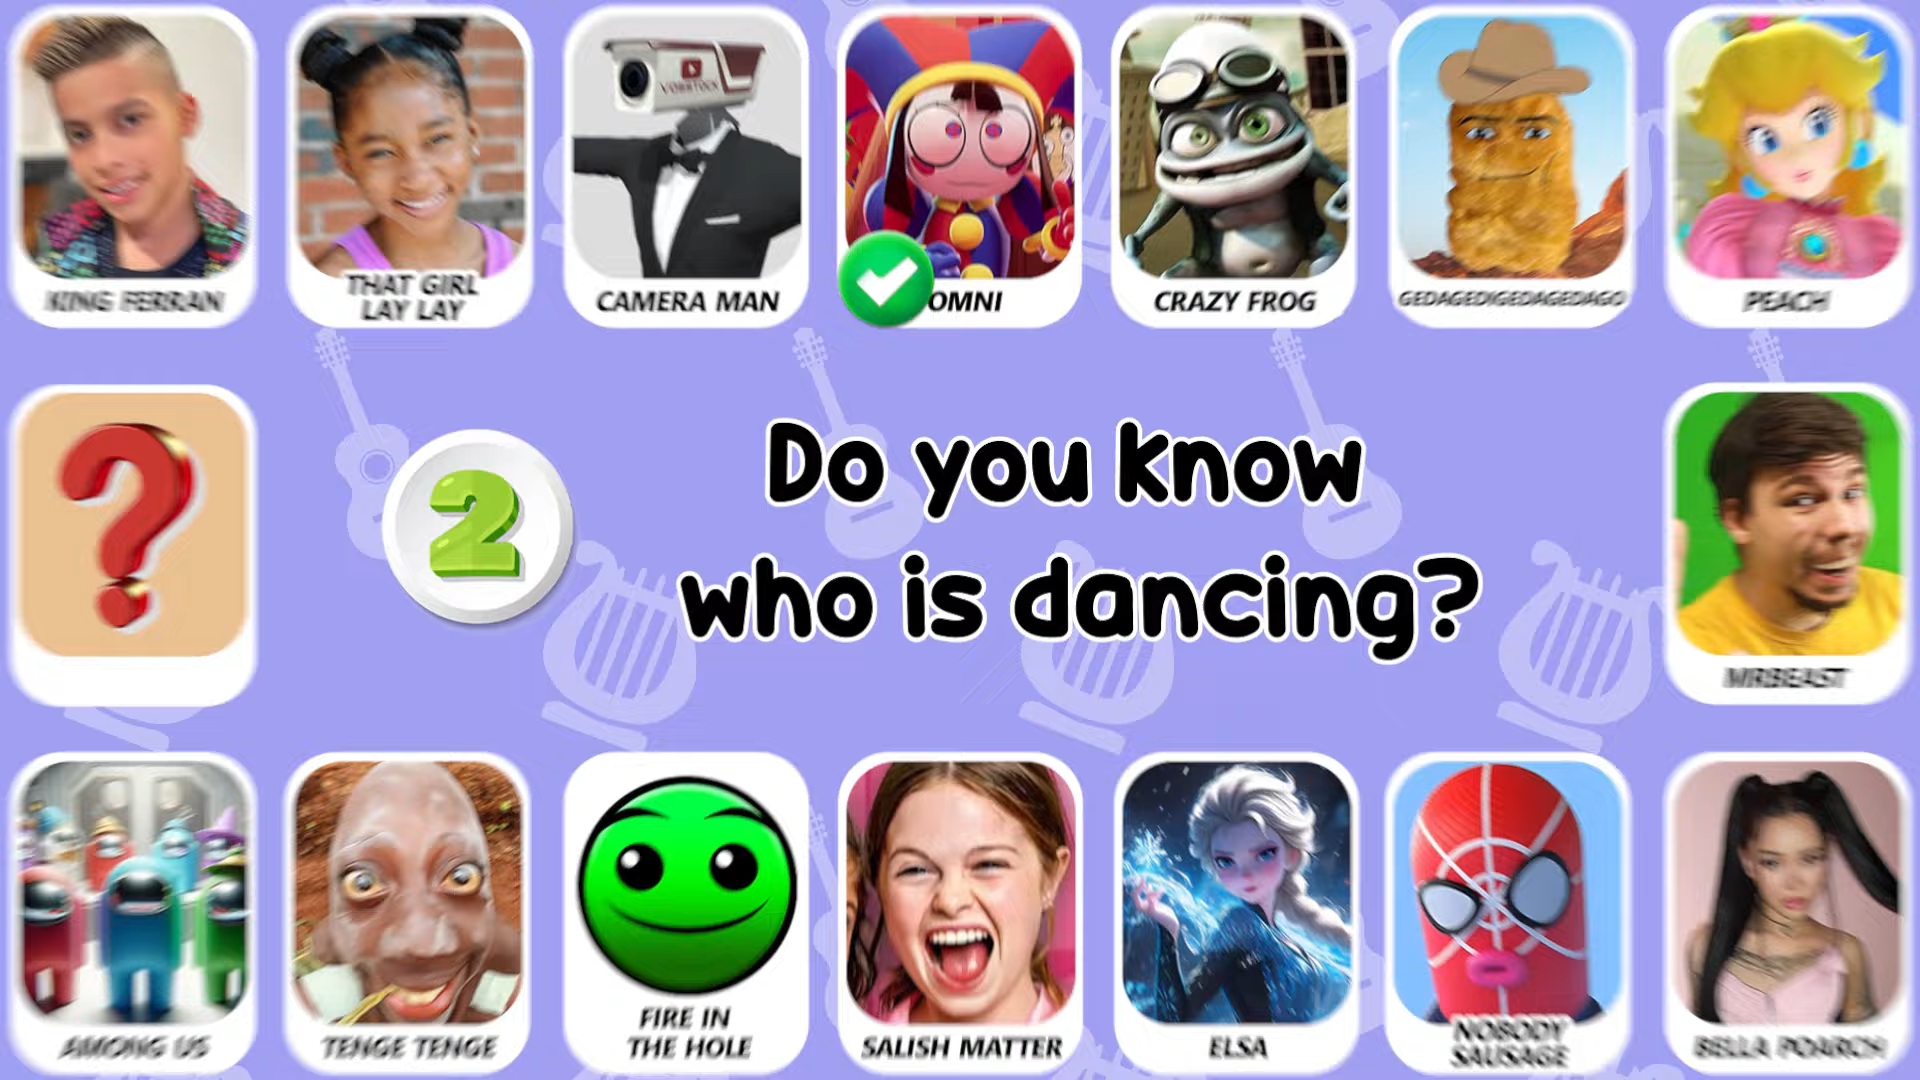 KING FERRAN
THAT GIRL
LAY LAY
CAMERA MAN
OMNI
CRAZY FROG
GEDAGEDIGEDAGEDAGO
PEACH
2
Do you know
who is dancing?
MRBEAST
AMONG US
TENGE TENGE
FIRE IN
THE HOLE
SALISH MATTER
ELSA
NOBODY
SAUSAGE
BELLA POARCH